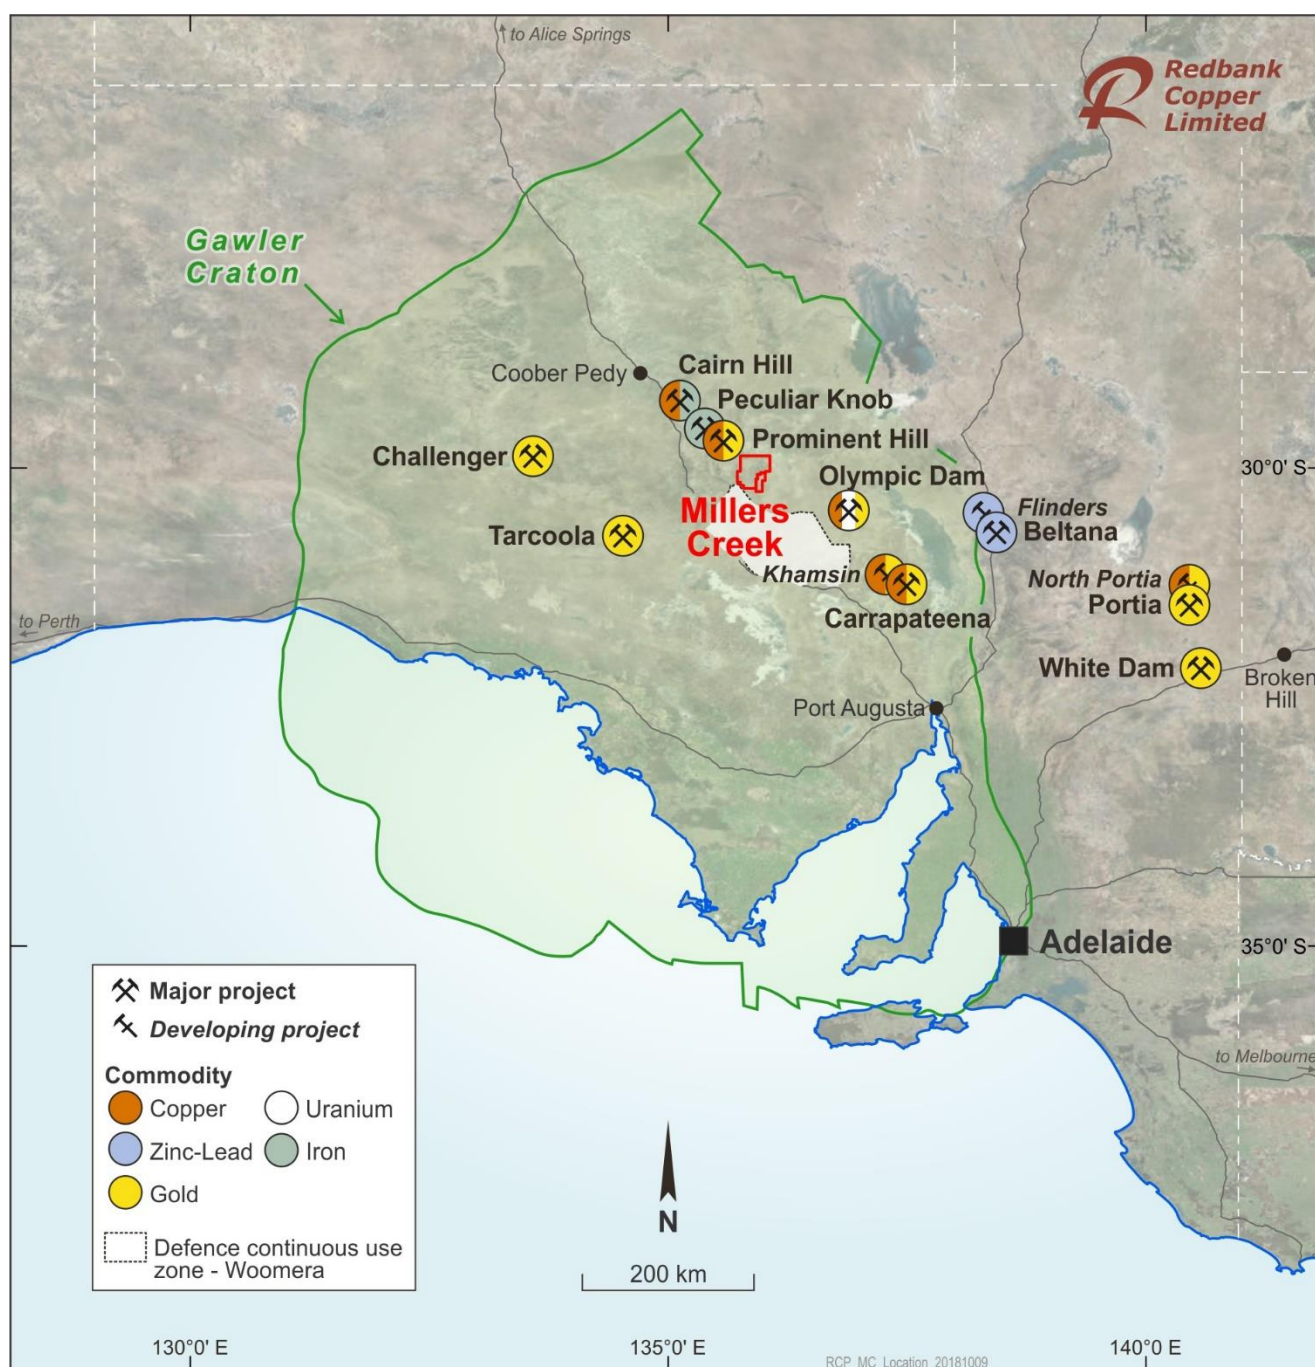 to Alice Springs
Redbank
Copper
Limited
Gawler
Craton
Coober Pedy
Cairn Hill
Peculiar Knob
Prominent Hill
Challenger
30°0' S
Olympic Dam
Millers
Creek
Flinders
Beltana
Tarcoola
Khamsin
Carrapateena
North Portia
Portia
to Perth
White Dam
Broken
Hill
Port Augusta
Adelaide
35°0' S
Major project
Developing project
Commodity
Copper
Uranium
Zinc-Lead
Iron
Gold
Defence continuous use
zone - Woomera
N
200 km
to Melbourne
130°0' E
135°0' E
140°0' E
RCP_MC_Location_20181009